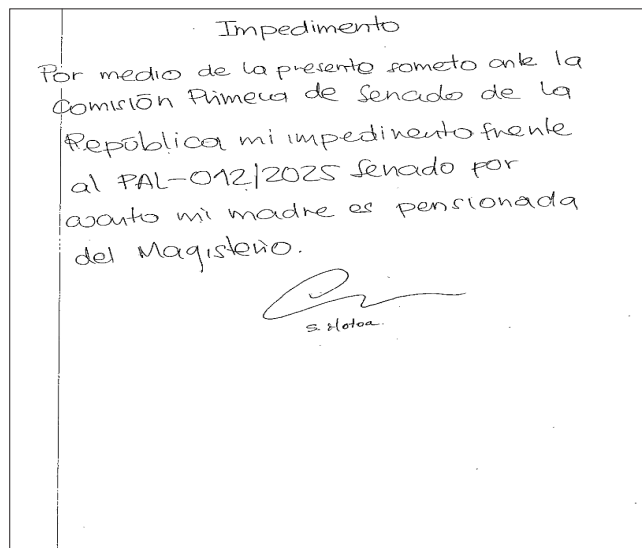 Impedimento
Por medio de la presente someto ante la
Comisión Primera de Senado de la
República mi impedimento frente
al PAL-012/2025 Senado por
cuanto mi madre es pensionada
del Magisterio.
S.